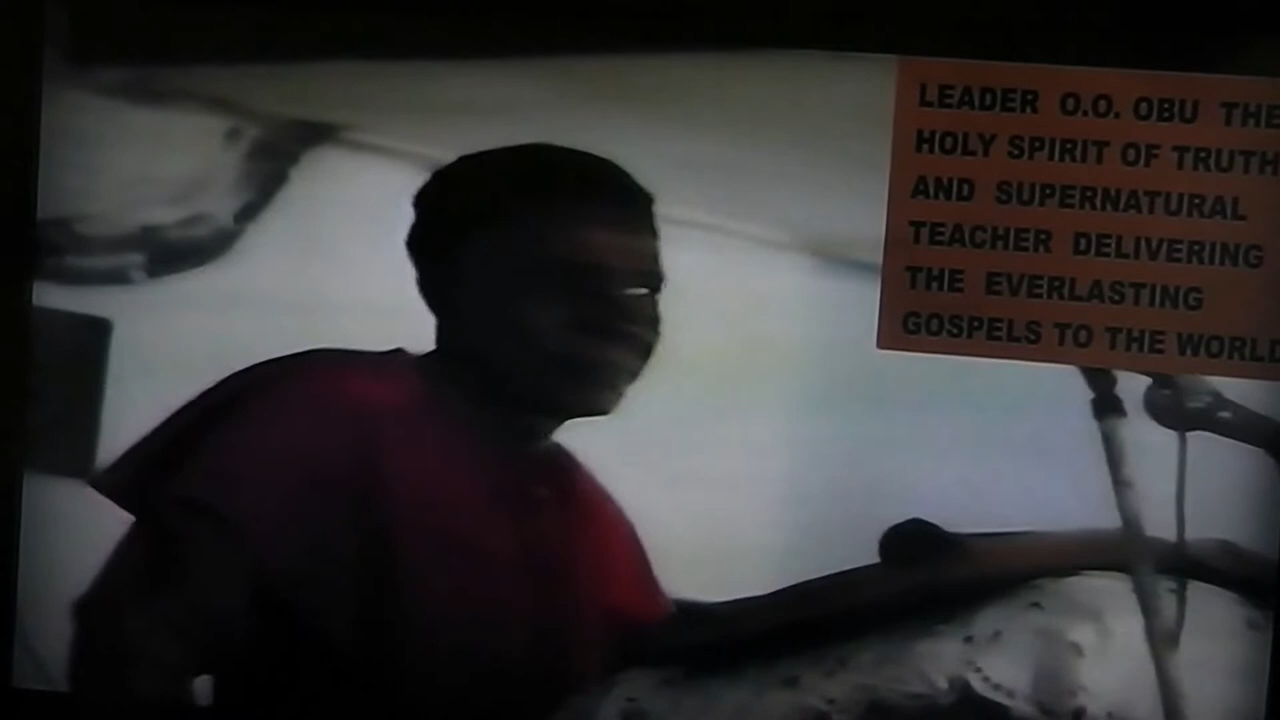 LEADER O.O. OBU THE
HOLY SPIRIT OF TRUTH
AND SUPERNATURAL
TEACHER DELIVERING
THE EVERLASTING
GOSPELS TO THE WORLD